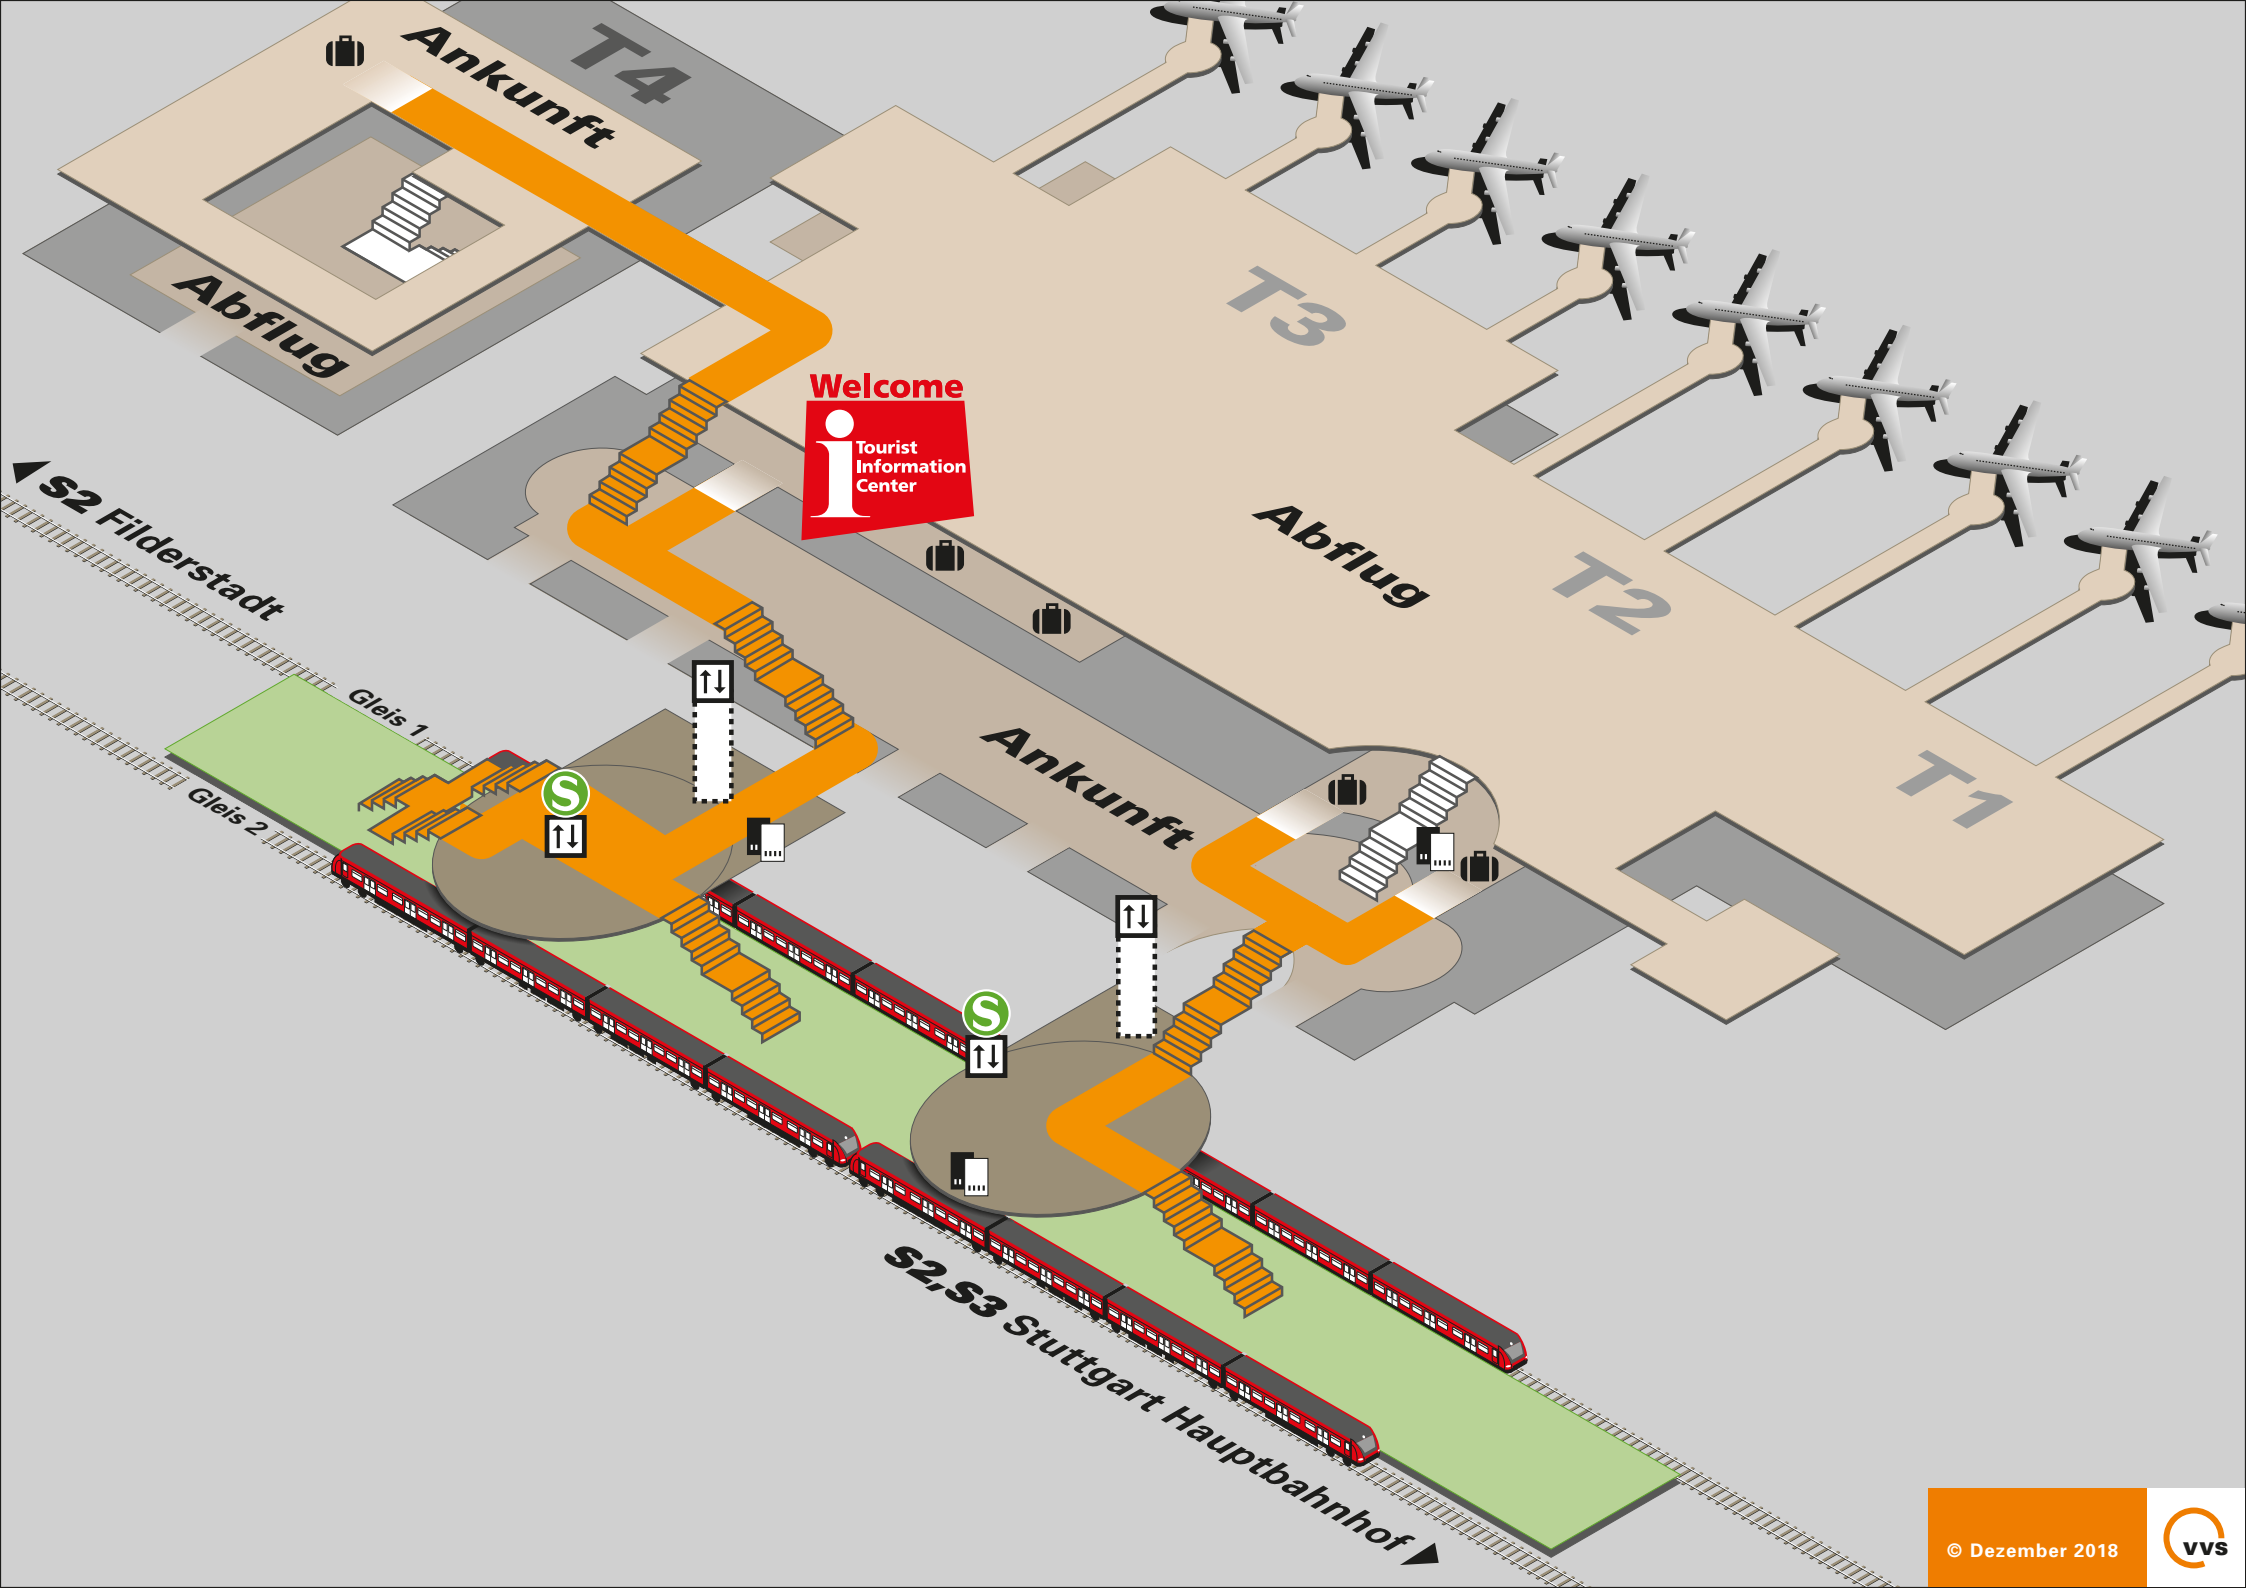 Ankunft
T4
Abflug
T3
Welcome
i Tourist
Information
Center
S2 Filderstadt
Abflug
T2
Gleis 1
Ankunft
T1
S
Gleis 2
S
S2,S3 Stuttgart Hauptbahnhof
© Dezember 2018
vvs